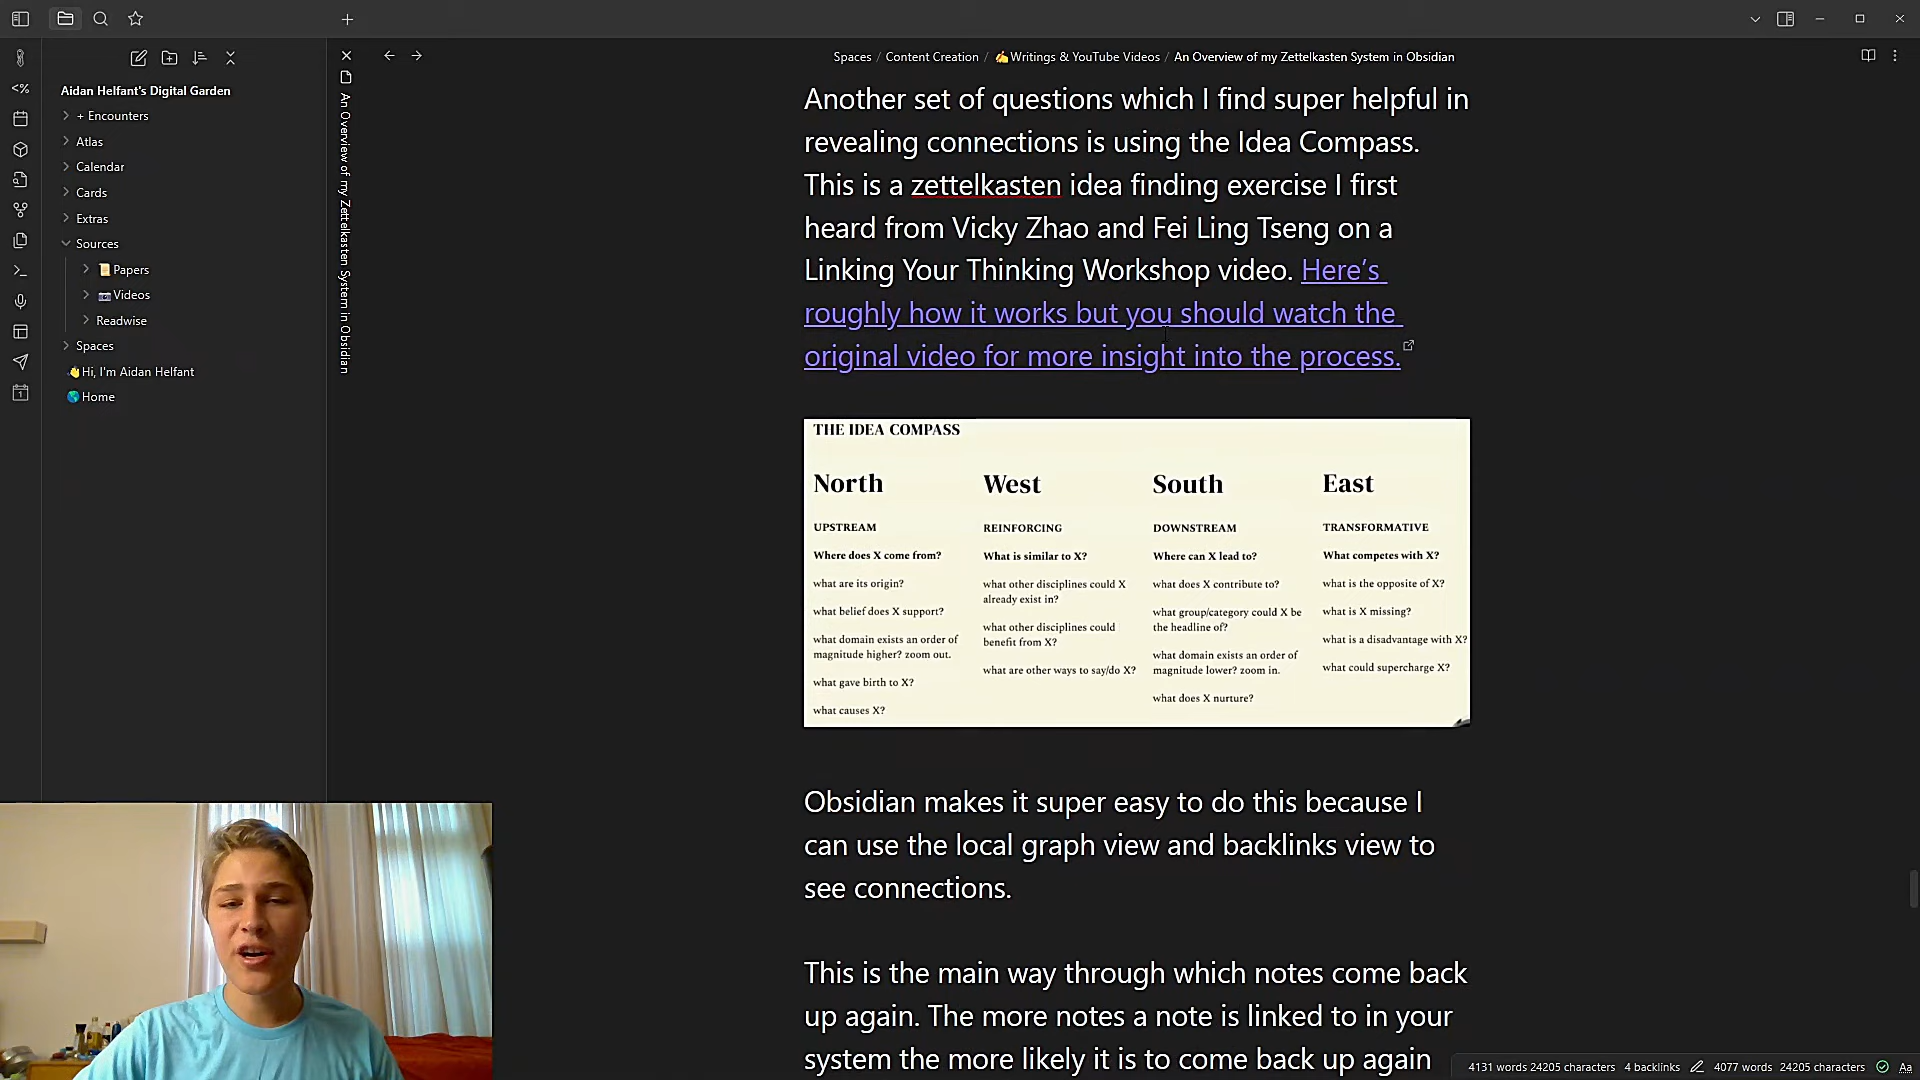 Spaces / Content Creation / ✍Writings & YouTube Videos / An Overview of my Zettelkasten System in Obsidian
Aidan Helfant's Digital Garden
+ Encounters
Atlas
Calendar
Cards
Extras
Sources
📜Papers
📼Videos
Readwise
Spaces
👋Hi, I'm Aidan Helfant
🌎Home
An Overview of my Zettelkasten System in Obsidian
Another set of questions which I find super helpful in
revealing connections is using the Idea Compass.
This is a zettelkasten idea finding exercise I first
heard from Vicky Zhao and Fei Ling Tseng on a
Linking Your Thinking Workshop video. Here's
roughly how it works but you should watch the
original video for more insight into the process.
THE IDEA COMPASS
North
UPSTREAM
Where does X come from?
what are its origin?
what belief does X support?
what domain exists an order of
magnitude higher? zoom out.
what gave birth to X?
what causes X?
West
REINFORCING
What is similar to X?
what other disciplines could X
already exist in?
what other disciplines could
benefit from X?
what are other ways to say/do X?
South
DOWNSTREAM
Where can X lead to?
what does X contribute to?
what group/category could X be
the headline of?
what domain exists an order of
magnitude lower? zoom in.
what does X nurture?
East
TRANSFORMATIVE
What competes with X?
what is the opposite of X?
what is X missing?
what is a disadvantage with X?
what could supercharge X?
Obsidian makes it super easy to do this because I
can use the local graph view and backlinks view to
see connections.
This is the main way through which notes come back
up again. The more notes a note is linked to in your
system the more likely it is to come back up again
4131 words 24205 characters 4 backlinks 4077 words 24205 characters Aa